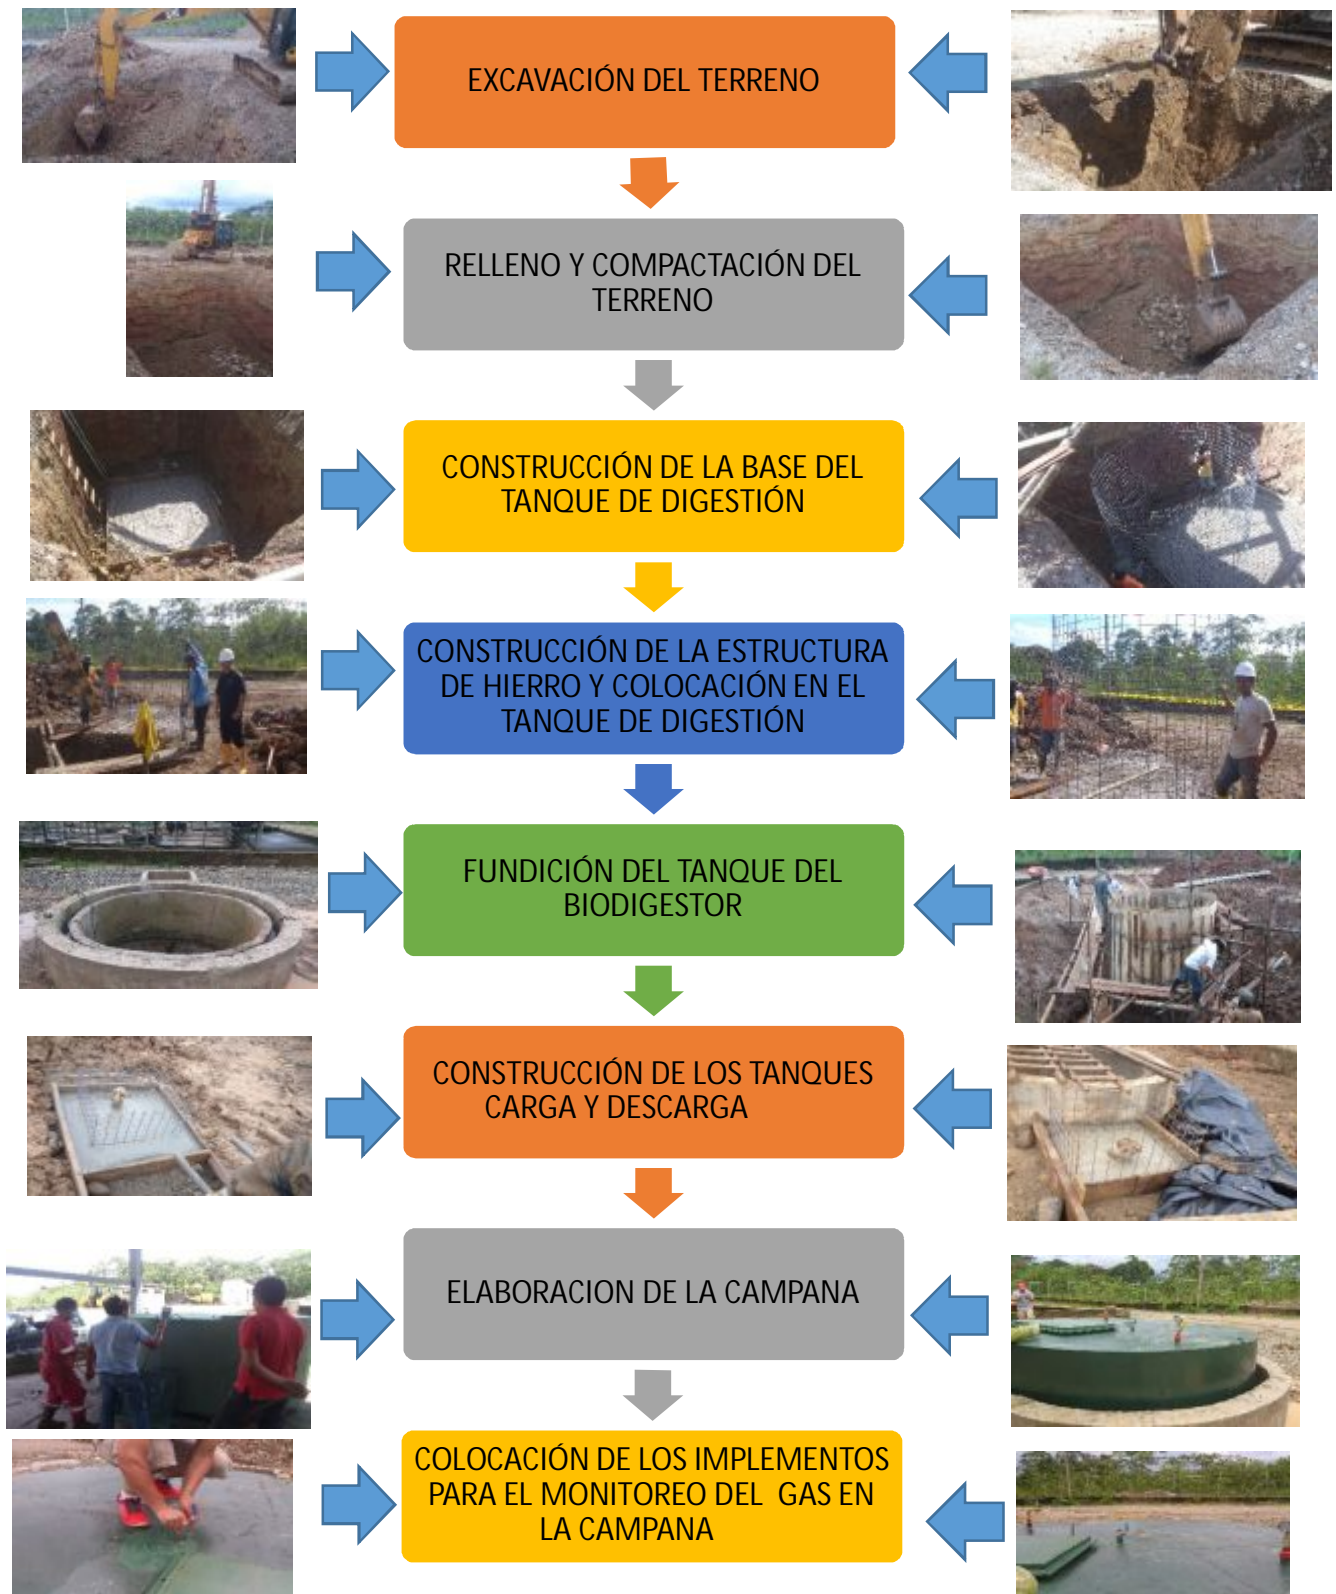 EXCAVACIÓN DEL TERRENO
RELLENO Y COMPACTACIÓN DEL
TERRENO
CONSTRUCCIÓN DE LA BASE DEL
TANQUE DE DIGESTIÓN
CONSTRUCCIÓN DE LA ESTRUCTURA
DE HIERRO Y COLOCACIÓN EN EL
TANQUE DE DIGESTIÓN
FUNDICIÓN DEL TANQUE DEL
BIODIGESTOR
CONSTRUCCIÓN DE LOS TANQUES
CARGA Y DESCARGA
ELABORACION DE LA CAMPANA
COLOCACIÓN DE LOS IMPLEMENTOS
PARA EL MONITOREO DEL GAS EN
LA CAMPANA